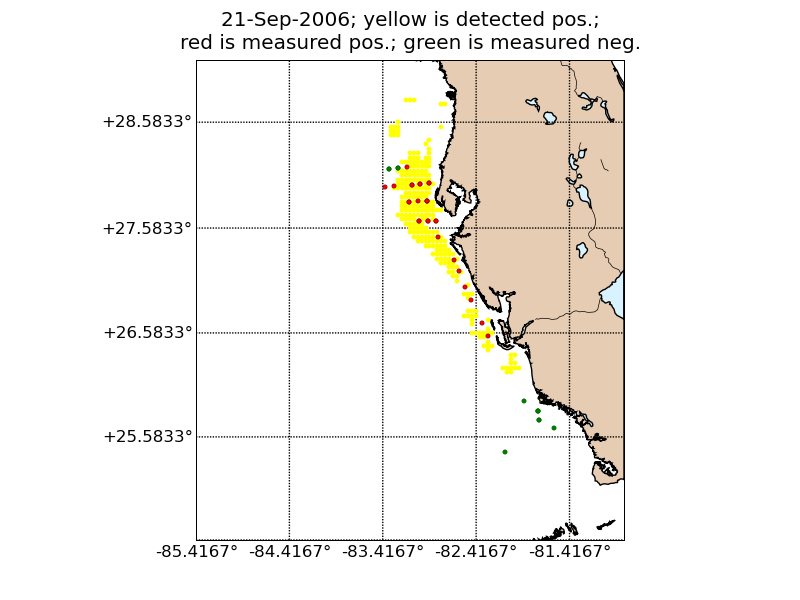 21-Sep-2006; yellow is detected pos.;
red is measured pos.; green is measured neg.
+28.5833°
+27.5833°
+26.5833°
+25.5833°
-85.4167° -84.4167° -83.4167° -82.4167° -81.4167°